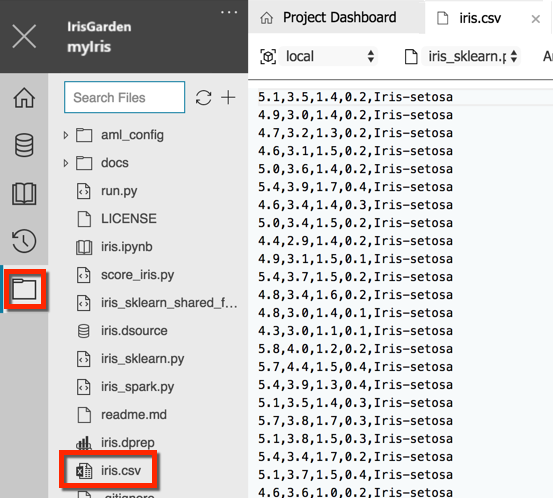 IrisGarden
myIris
...
Search Files
aml_config
docs
run.py
LICENSE
iris.ipynb
score_iris.py
iris_sklearn_shared_f...
iris.dsource
iris_sklearn.py
iris_spark.py
readme.md
iris.dprep
iris.csv
.gitignore
Project Dashboard
iris.csv
local
iris_sklearn.p
Ar
5.1,3.5,1.4,0.2,Iris-setosa
4.9,3.0,1.4,0.2,Iris-setosa
4.7,3.2,1.3,0.2,Iris-setosa
4.6,3.1,1.5,0.2,Iris-setosa
5.0,3.6,1.4,0.2,Iris-setosa
5.4,3.9,1.7,0.4,Iris-setosa
4.6,3.4,1.4,0.3,Iris-setosa
5.0,3.4,1.5,0.2,Iris-setosa
4.4,2.9,1.4,0.2,Iris-setosa
4.9,3.1,1.5,0.1,Iris-setosa
5.4,3.7,1.5,0.2,Iris-setosa
4.8,3.4,1.6,0.2,Iris-setosa
4.8,3.0,1.4,0.1,Iris-setosa
4.3,3.0,1.1,0.1,Iris-setosa
5.8,4.0,1.2,0.2,Iris-setosa
5.7,4.4,1.5,0.4,Iris-setosa
5.4,3.9,1.3,0.4,Iris-setosa
5.1,3.5,1.4,0.3,Iris-setosa
5.7,3.8,1.7,0.3,Iris-setosa
5.1,3.8,1.5,0.3,Iris-setosa
5.4,3.4,1.7,0.2,Iris-setosa
5.1,3.7,1.5,0.4,Iris-setosa
4.6,3.6,1.0,0.2,Iris-setosa